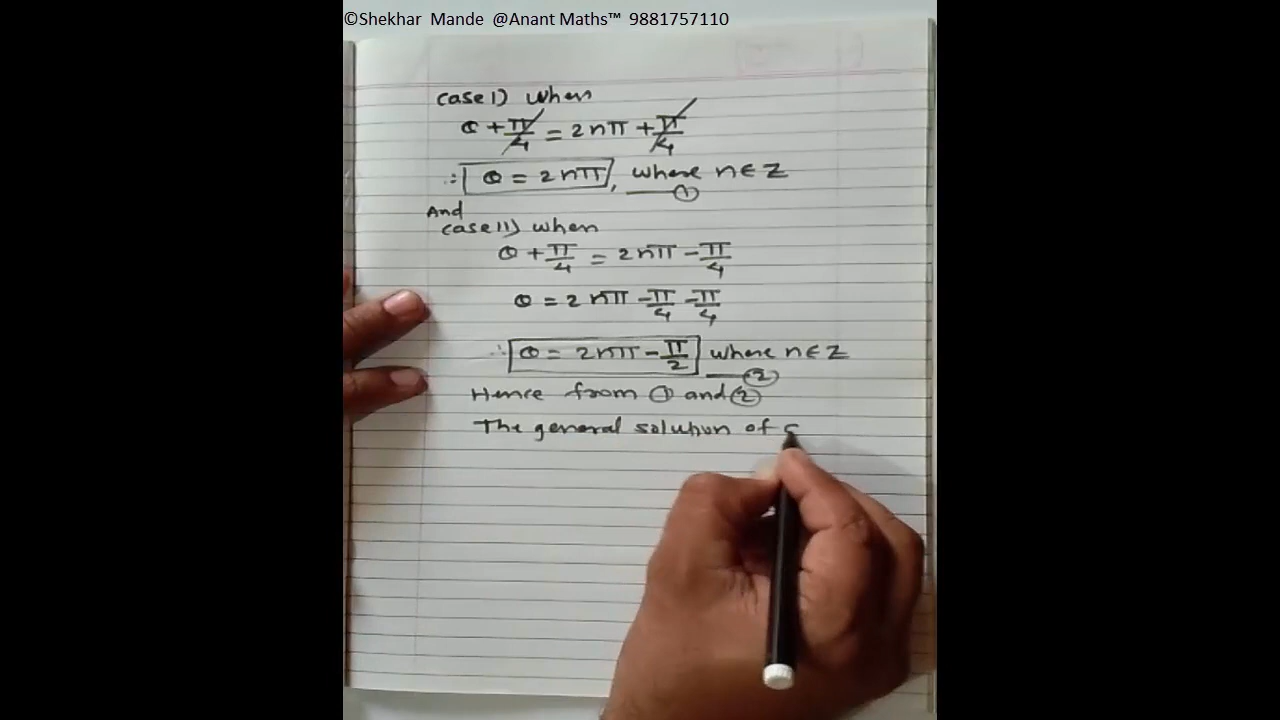 ©Shekhar Mande @Anant Maths™ 9881757110
case I) when
θ + π/4 = 2nπ + π/4
∴ θ = 2nπ, where n ∈ Z
①
And
case II) when
θ + π/4 = 2nπ - π/4
θ = 2nπ - π/4 - π/4
∴ θ = 2nπ - π/2 where n ∈ Z
②
Hence from ① and ②
The general solution of c